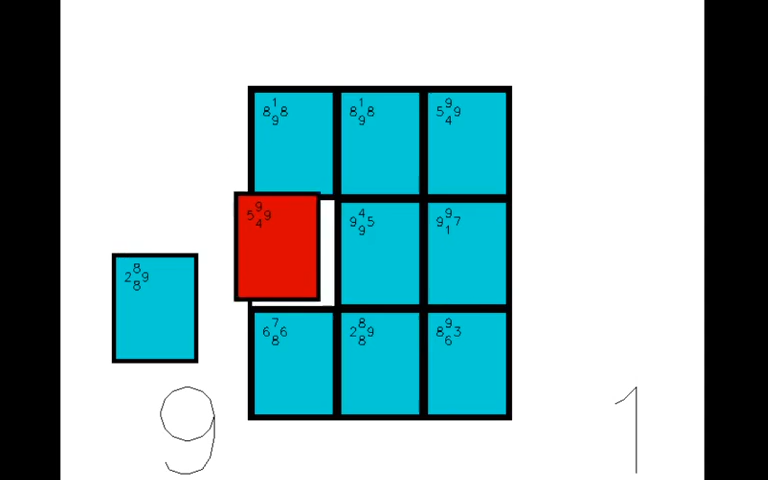 1 1 9
8 8 8 8 5 9
9 9 4
9 4 9
5 9 9 5 9 7
4 9 1
8
2 9
8
7 8 9
6 6 2 9 8 3
8 8 6
9 1